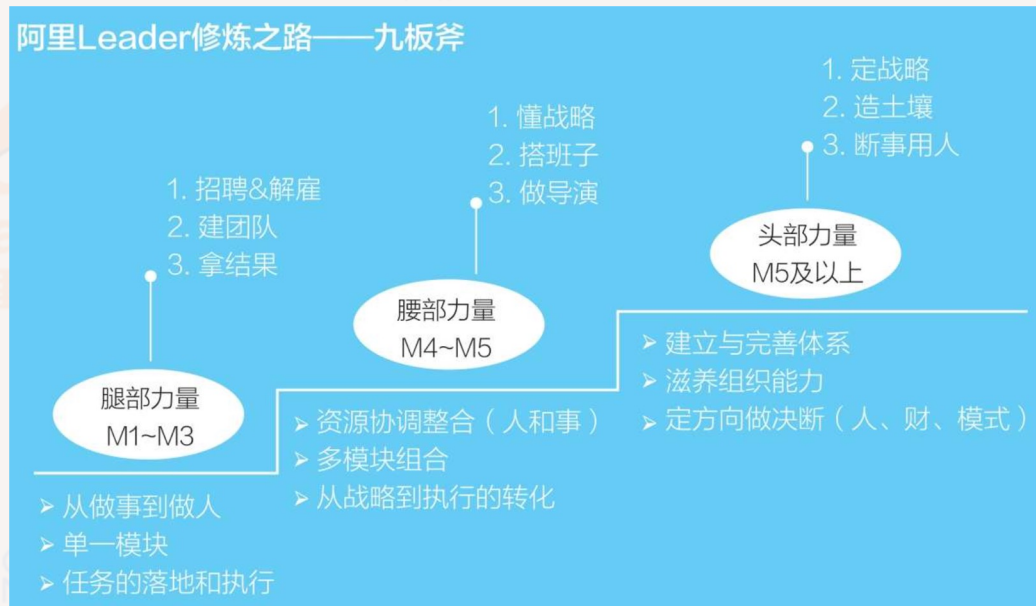 阿里Leader修炼之路——九板斧
1. 招聘&解雇
2. 建团队
3. 拿结果
腿部力量
M1~M3
➢ 从做事到做人
➢ 单一模块
➢ 任务的落地和执行
1. 懂战略
2. 搭班子
3. 做导演
腰部力量
M4~M5
➢ 资源协调整合（人和事）
➢ 多模块组合
➢ 从战略到执行的转化
1. 定战略
2. 造土壤
3. 断事用人
头部力量
M5及以上
➢ 建立与完善体系
➢ 滋养组织能力
➢ 定方向做决断（人、财、模式）